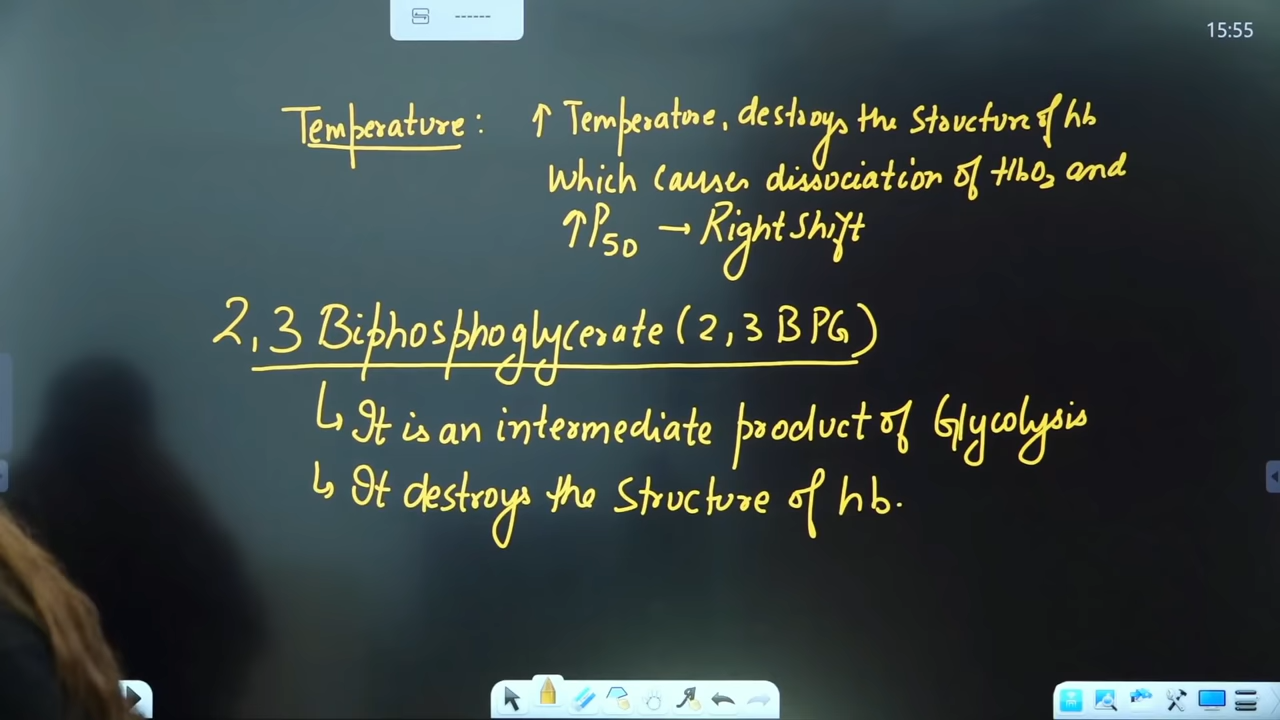 ------
15:55
Temperature: ↑ Temperature, destroys the Structure of hb
Which causes dissociation of HbO₂ and
↑P₅₀ → Right Shift
2,3 Biphosphoglycerate (2,3 BPG)
↳ It is an intermediate product of Glycolysis
↳ It destroys the Structure of hb.